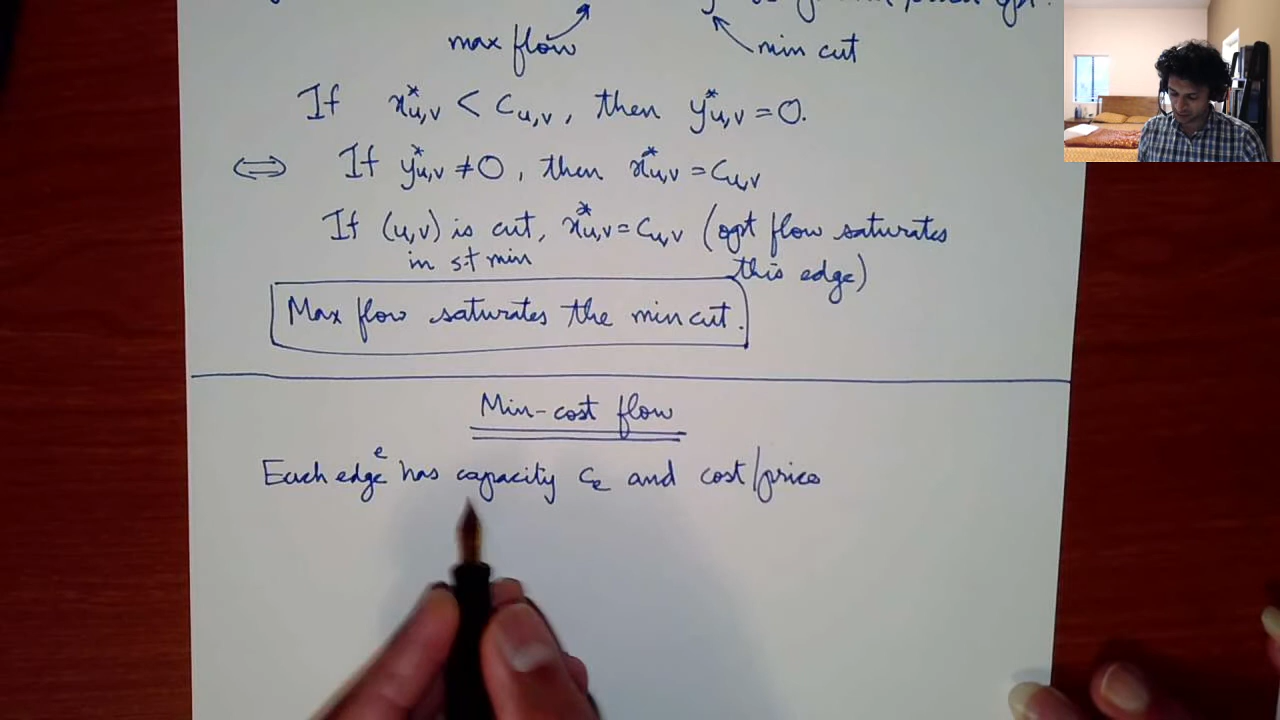 max flow
min cut
If x*u,v < Cu,v, then y*u,v = 0.
⟺ If y*u,v ≠ 0, then x*u,v = Cu,v
If (u,v) is cut, x*u,v = Cu,v (opt flow saturates
in s-t min
this edge)
Max flow saturates the min cut.
Min-cost flow
Each edge e has capacity ce and cost/price